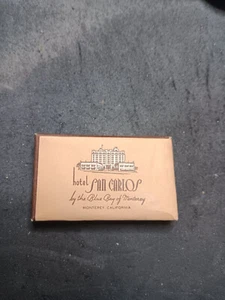 hotel SAN CARLOS
by the Blue Bay of Monterey
MONTEREY CALIFORNIA